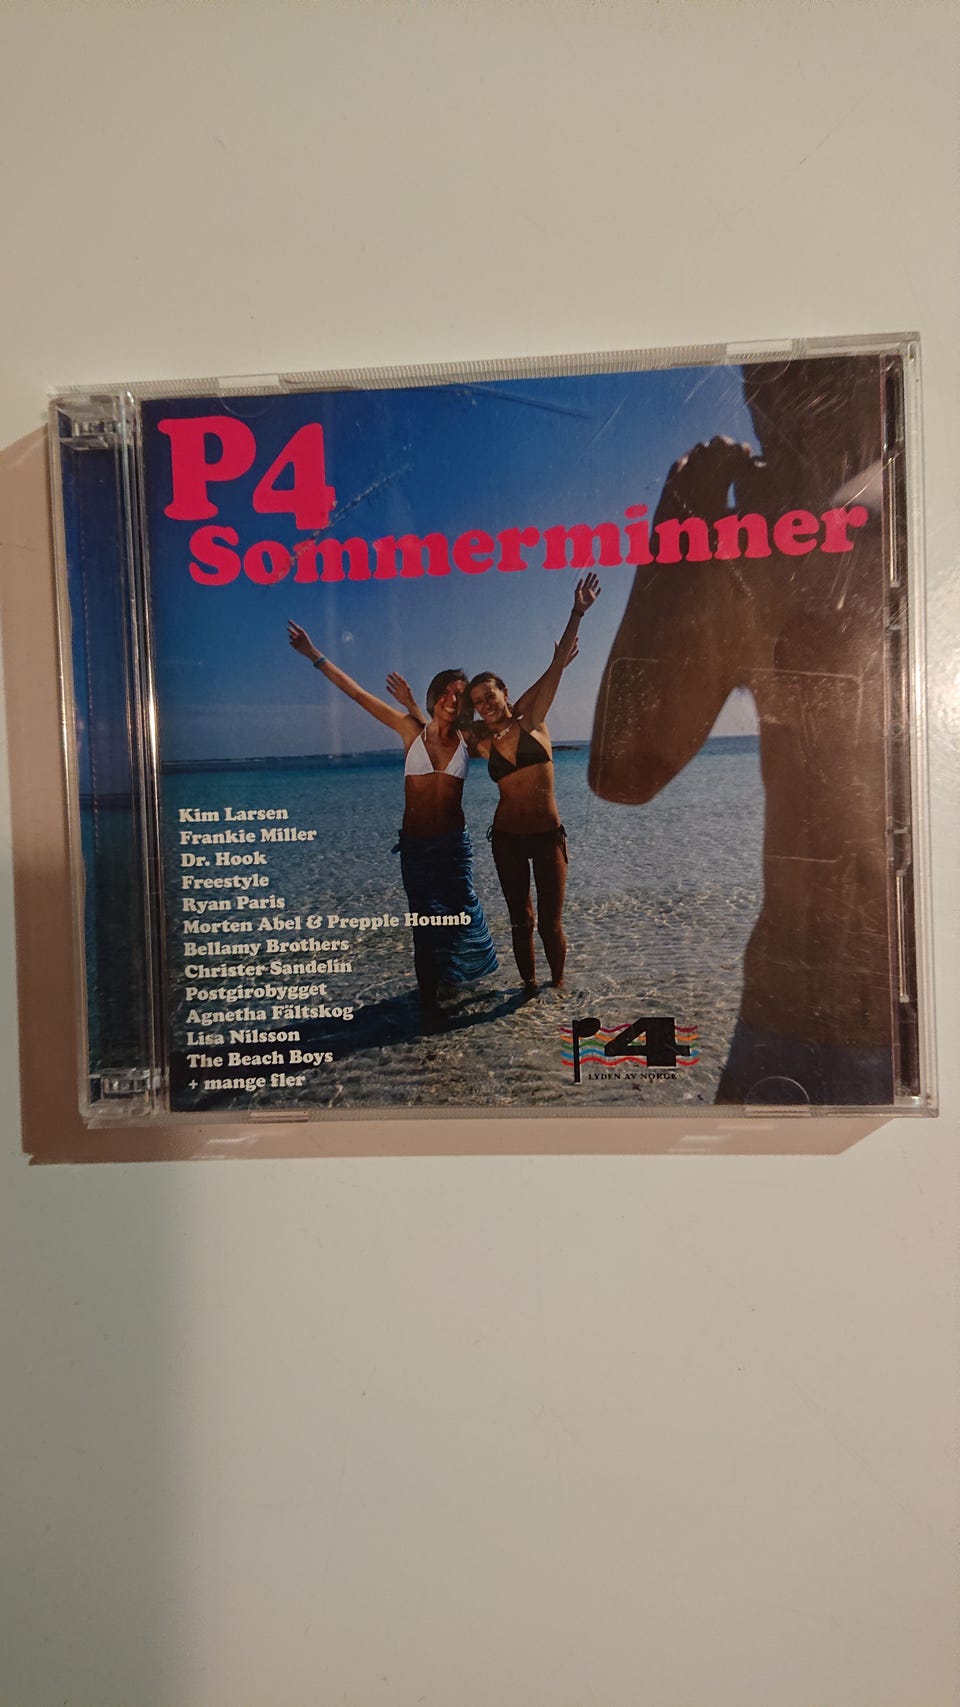 P4
Sommerminner
Kim Larsen
Frankie Miller
Dr. Hook
Freestyle
Ryan Paris
Morten Abel & Prepple Houmb
Bellamy Brothers
Christer Sandelin
Postgirobygget
Agnetha Fältskog
Lisa Nilsson
The Beach Boys
+ mange fler
P4
LYDEN AV NORGE